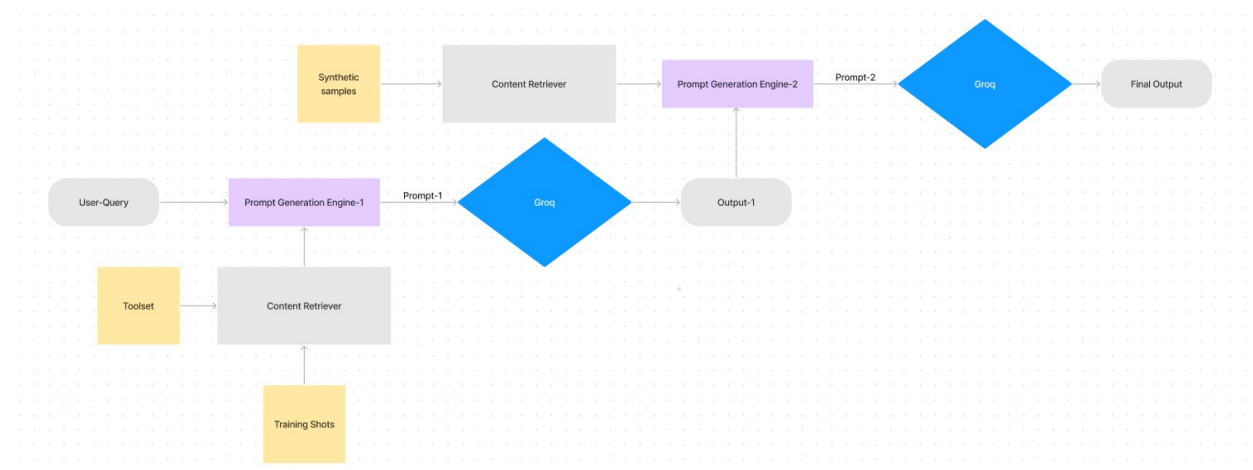 Synthetic
samples
Content Retriever
Prompt Generation Engine-2
Prompt-2
Groq
Final Output
User-Query
Prompt Generation Engine-1
Prompt-1
Groq
Output-1
Toolset
Content Retriever
Training Shots